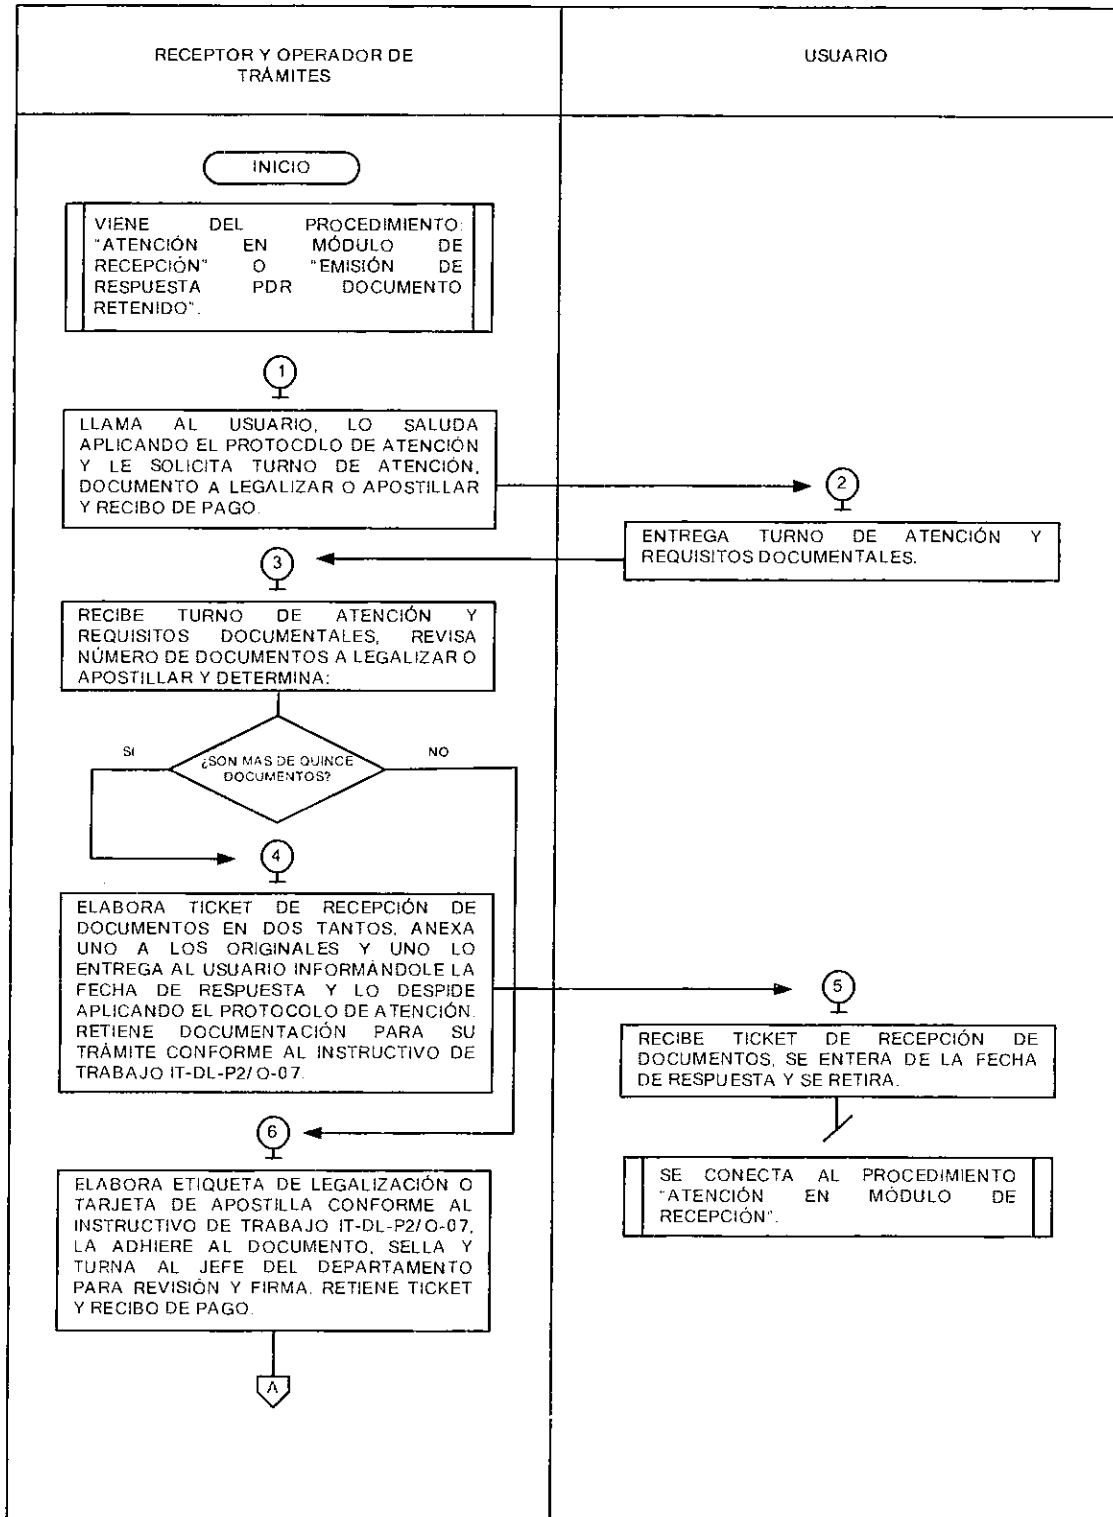 RECEPTOR Y OPERADOR DE
TRÁMITES
USUARIO
INICIO
VIENE DEL PROCEDIMIENTO:
"ATENCIÓN EN MÓDULO DE
RECEPCIÓN" O "EMISIÓN DE
RESPUESTA PDR DOCUMENTO
RETENIDO".
1
LLAMA AL USUARIO, LO SALUDA
APLICANDO EL PROTOCDLO DE ATENCIÓN
Y LE SOLICITA TURNO DE ATENCIÓN,
DOCUMENTO A LEGALIZAR O APOSTILLAR
Y RECIBO DE PAGO.
2
ENTREGA TURNO DE ATENCIÓN Y
REQUISITOS DOCUMENTALES.
3
RECIBE TURNO DE ATENCIÓN Y
REQUISITOS DOCUMENTALES, REVISA
NÚMERO DE DOCUMENTOS A LEGALIZAR O
APOSTILLAR Y DETERMINA:
SI
¿SON MAS DE QUINCE
DOCUMENTOS?
NO
4
ELABORA TICKET DE RECEPCIÓN DE
DOCUMENTOS EN DOS TANTOS, ANEXA
UNO A LOS ORIGINALES Y UNO LO
ENTREGA AL USUARIO INFORMÁNDOLE LA
FECHA DE RESPUESTA Y LO DESPIDE
APLICANDO EL PROTOCOLO DE ATENCIÓN.
RETIENE DOCUMENTACIÓN PARA SU
TRÁMITE CONFORME AL INSTRUCTIVO DE
TRABAJO IT-DL-P2/O-07.
5
RECIBE TICKET DE RECEPCIÓN DE
DOCUMENTOS, SE ENTERA DE LA FECHA
DE RESPUESTA Y SE RETIRA.
SE CONECTA AL PROCEDIMIENTO
"ATENCIÓN EN MÓDULO DE
RECEPCIÓN".
6
ELABORA ETIQUETA DE LEGALIZACIÓN O
TARJETA DE APOSTILLA CONFORME AL
INSTRUCTIVO DE TRABAJO IT-DL-P2/O-07,
LA ADHIERE AL DOCUMENTO, SELLA Y
TURNA AL JEFE DEL DEPARTAMENTO
PARA REVISIÓN Y FIRMA. RETIENE TICKET
Y RECIBO DE PAGO.
A